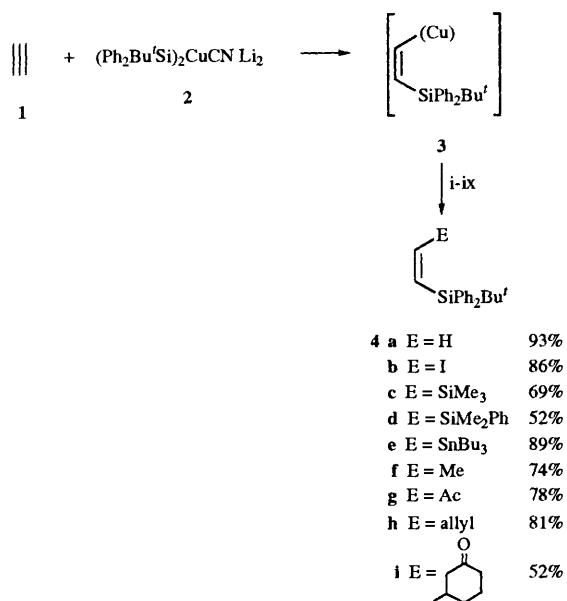 + (Ph₂BuᵗSi)₂CuCN Li₂
(Cu)
SiPh₂Buᵗ
1
2
3
i-ix
E
SiPh₂Buᵗ
4 a E = H 93%
b E = I 86%
c E = SiMe₃ 69%
d E = SiMe₂Ph 52%
e E = SnBu₃ 89%
f E = Me 74%
g E = Ac 78%
h E = allyl 81%
O
i E = 52%